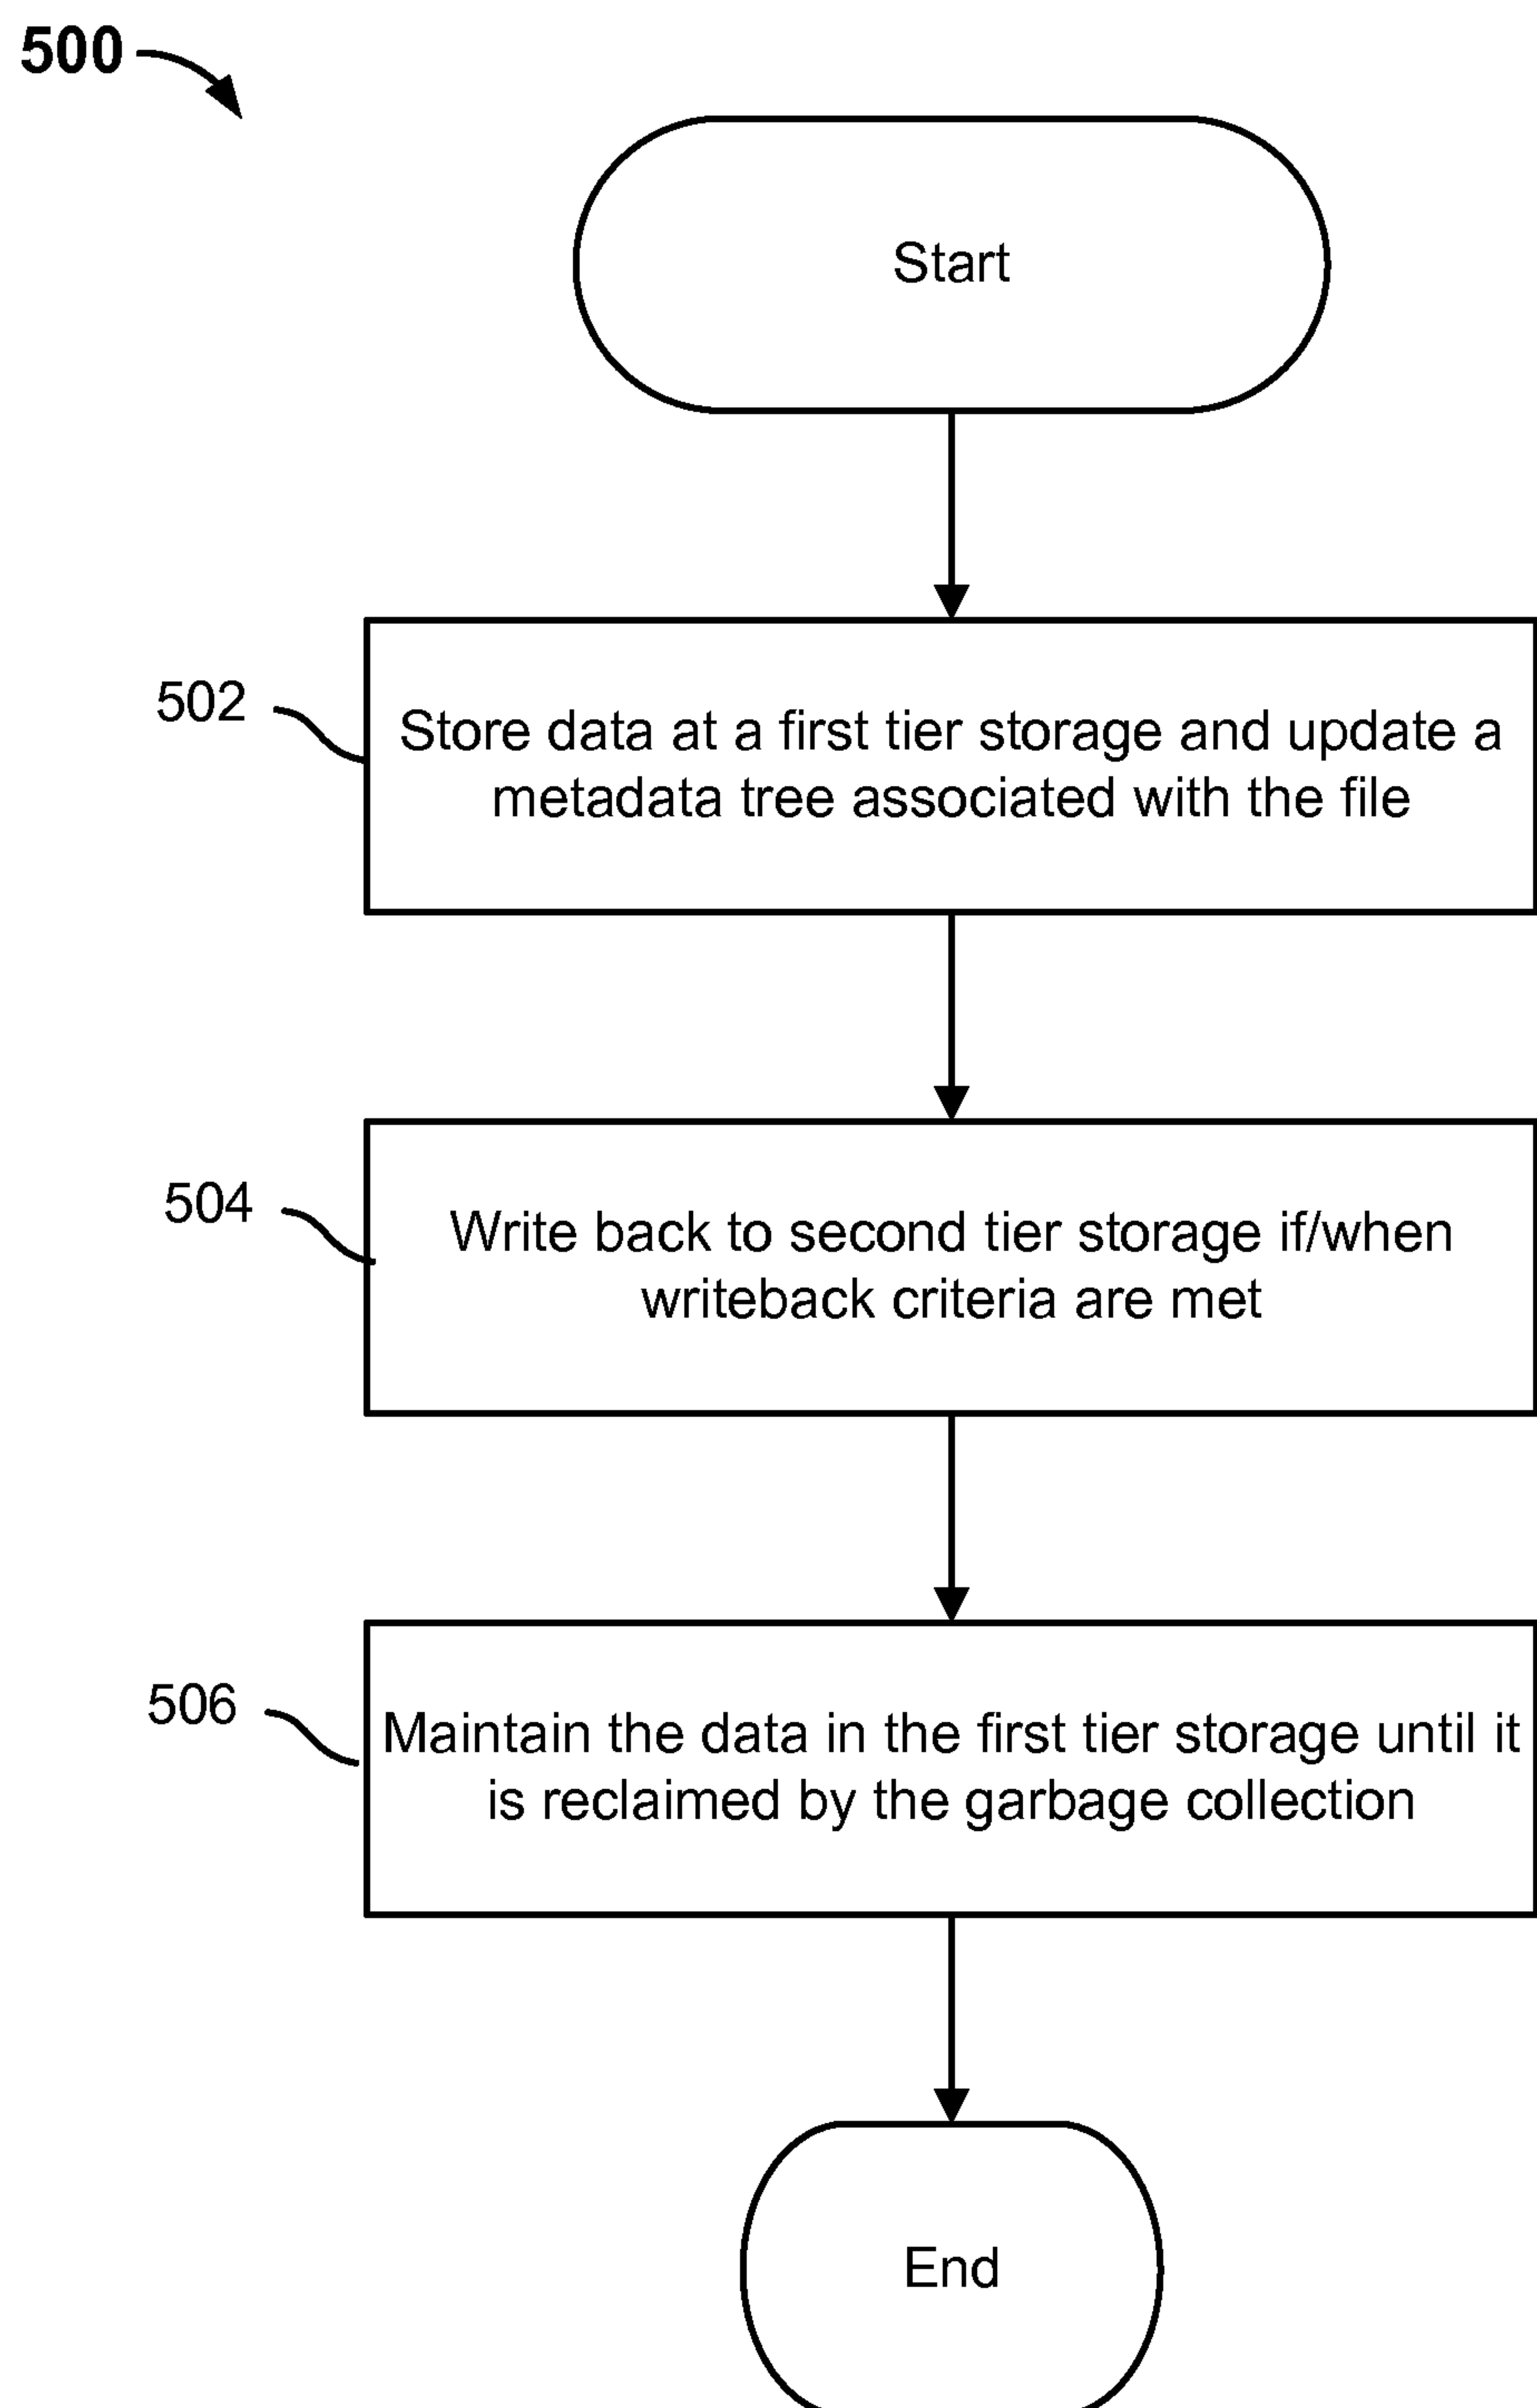 500
Start
502
Store data at a first tier storage and update a
metadata tree associated with the file
504
Write back to second tier storage if/when
writeback criteria are met
506
Maintain the data in the first tier storage until it
is reclaimed by the garbage collection
End